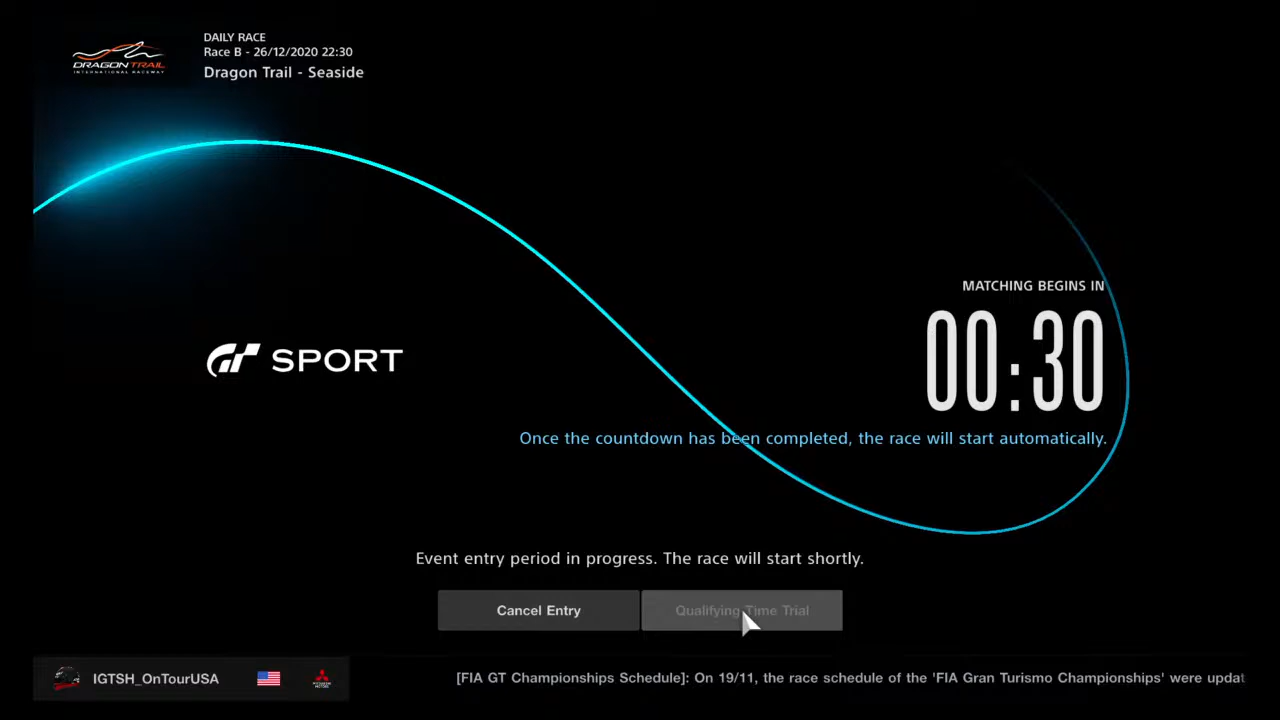 DRAGON TRAIL
INTERNATIONAL RACEWAY
DAILY RACE
Race B - 26/12/2020 22:30
Dragon Trail - Seaside
MATCHING BEGINS IN
00:30
GT SPORT
Once the countdown has been completed, the race will start automatically.
Event entry period in progress. The race will start shortly.
Cancel Entry
Qualifying Time Trial
IGTSH_OnTourUSA
MITSUBISHI MOTORS
[FIA GT Championships Schedule]: On 19/11, the race schedule of the 'FIA Gran Turismo Championships' were updat